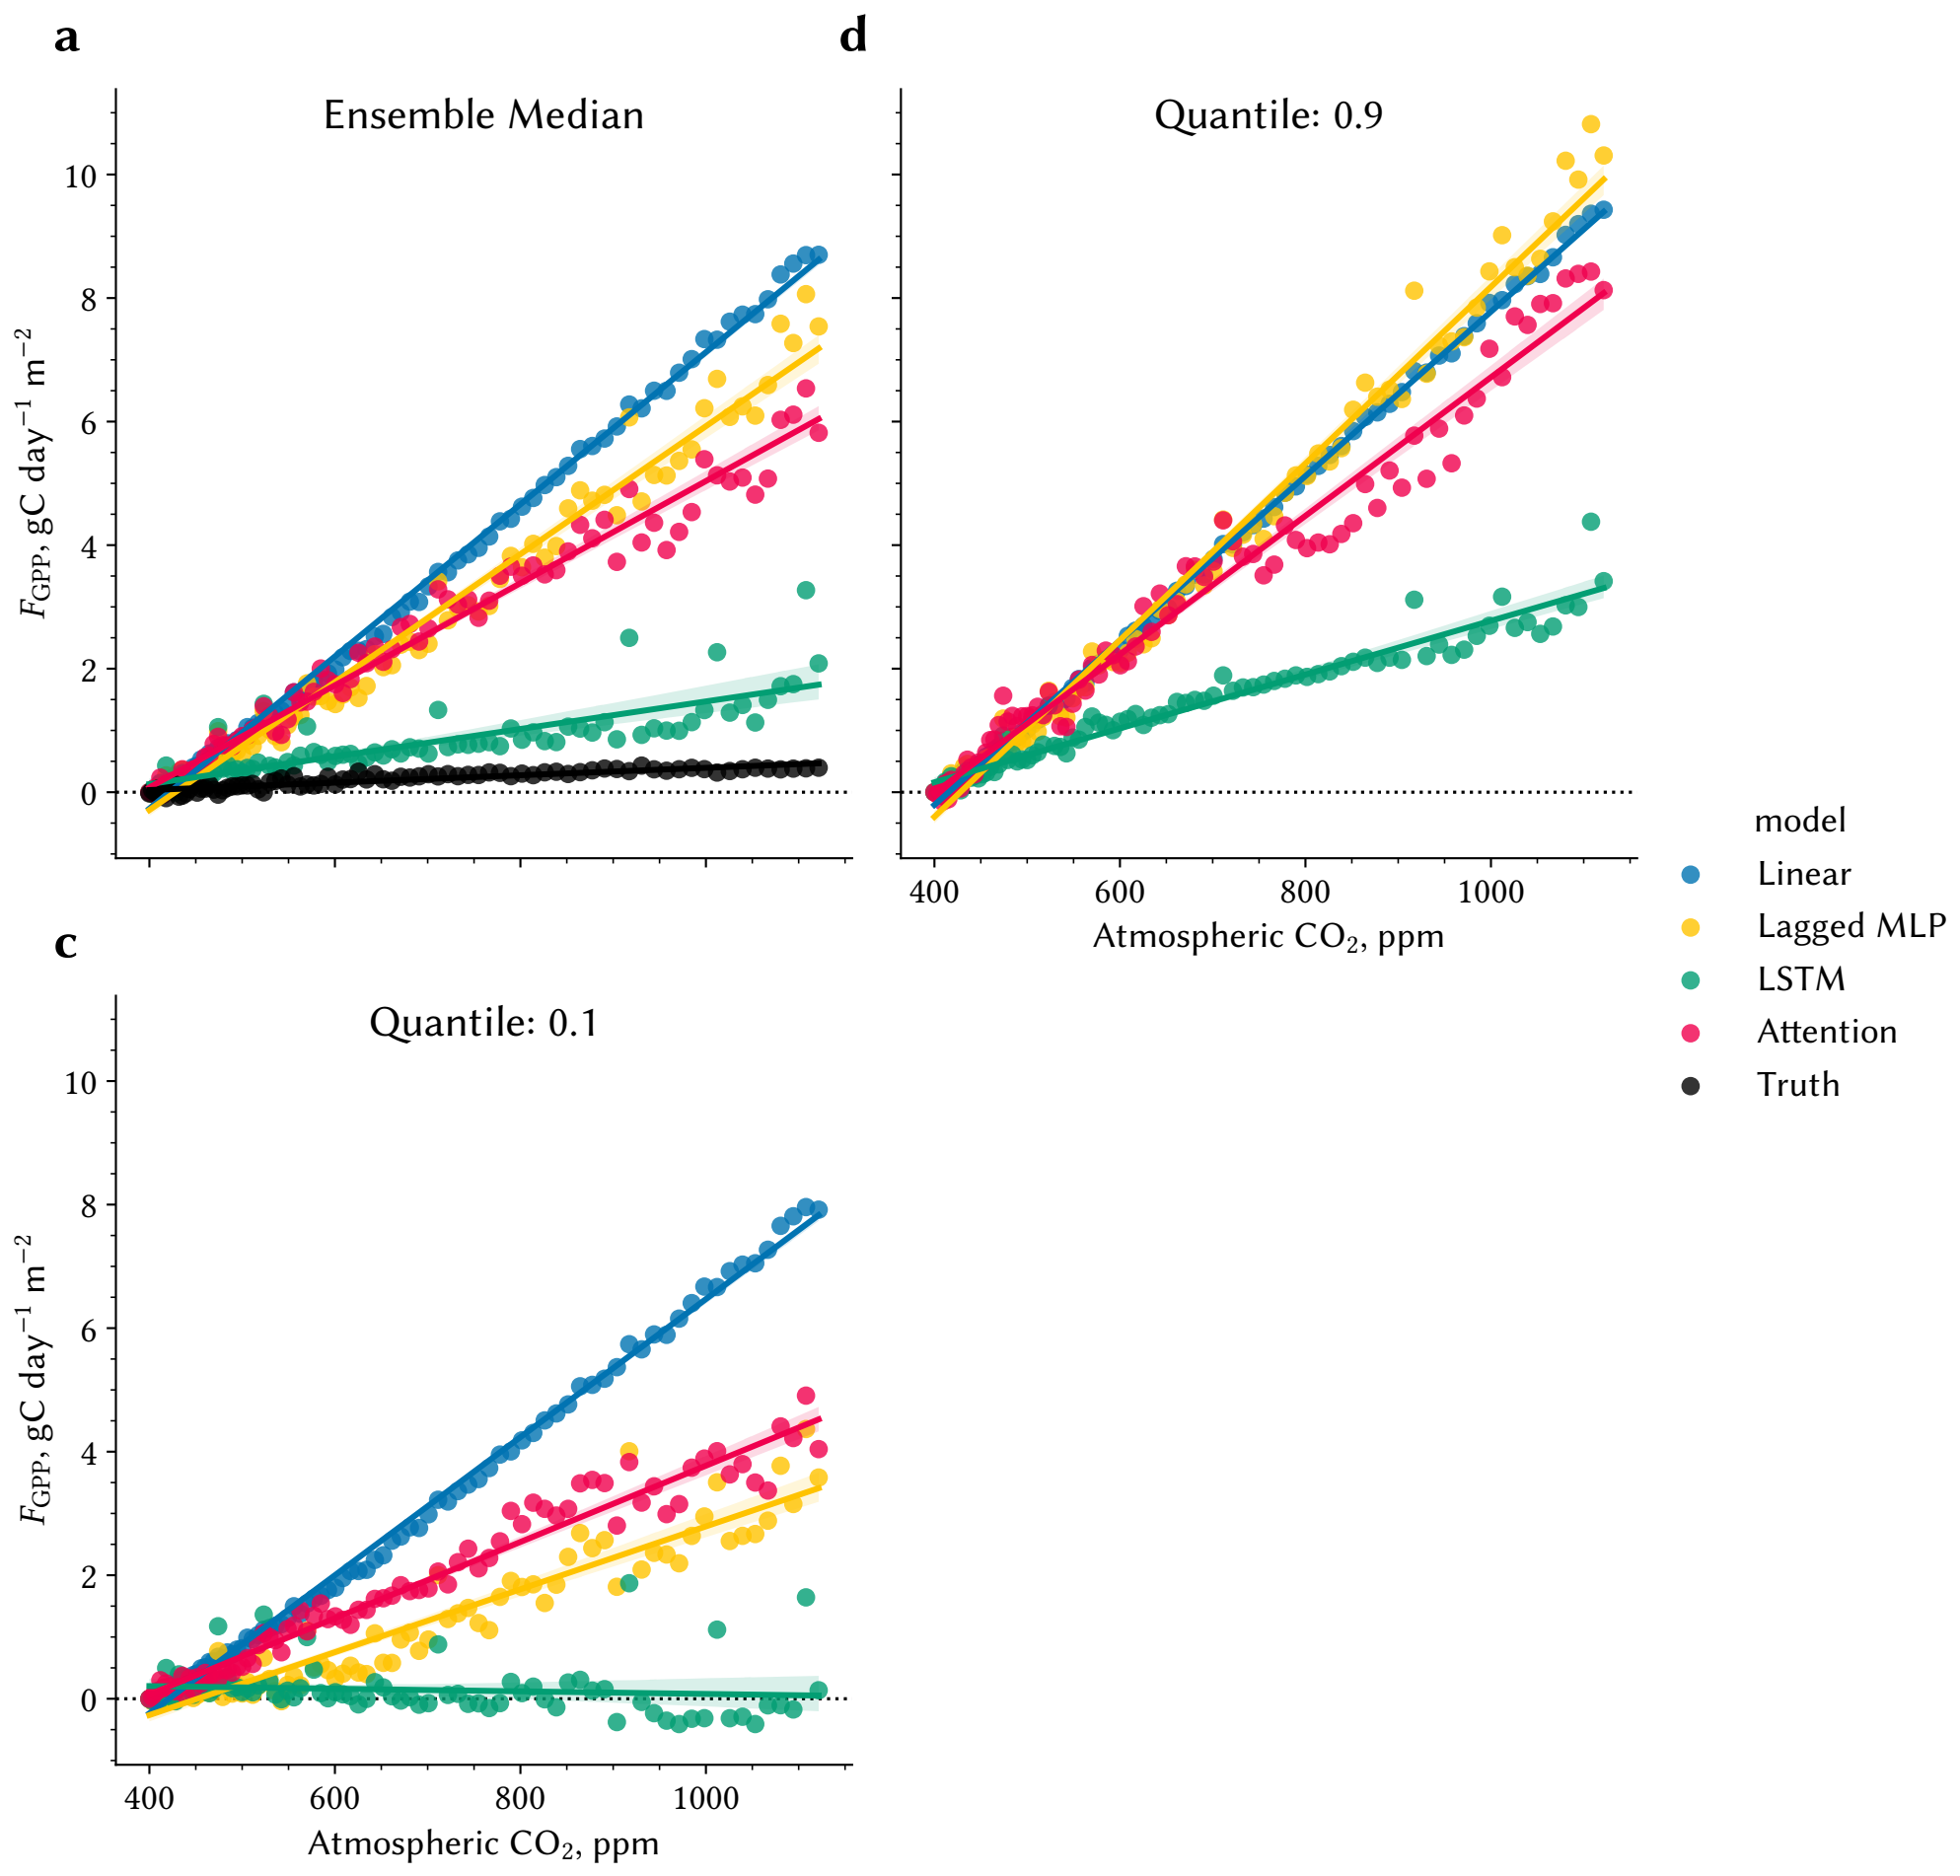 a
Ensemble Median
10
8
6
4
2
0
F_GPP, gC day⁻¹ m⁻²
d
Quantile: 0.9
400 600 800 1000
Atmospheric CO₂, ppm
model
Linear
Lagged MLP
LSTM
Attention
Truth
c
Quantile: 0.1
10
8
6
4
2
0
F_GPP, gC day⁻¹ m⁻²
400 600 800 1000
Atmospheric CO₂, ppm